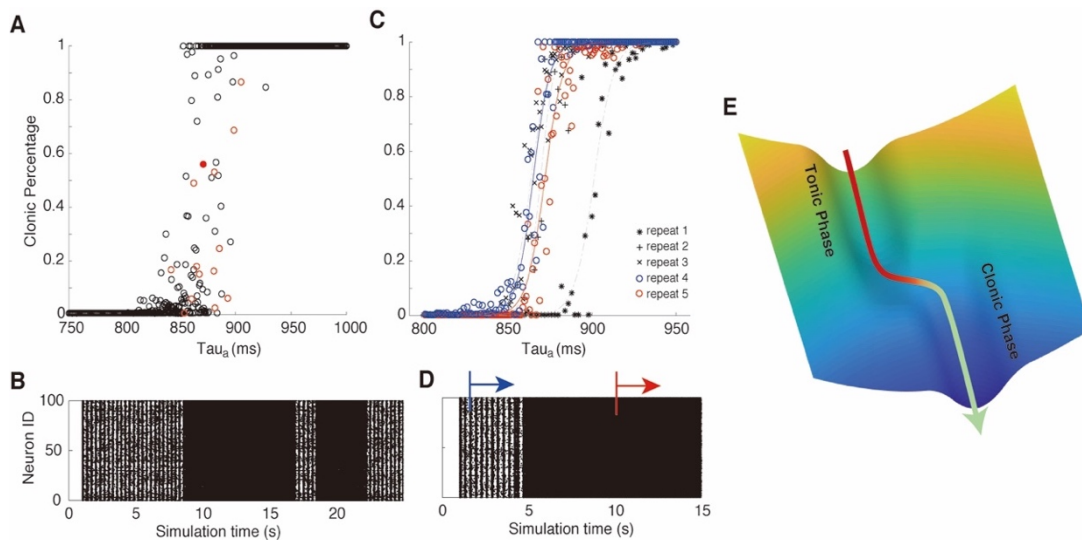 A
Clonic Percentage
1
0.8
0.6
0.4
0.2
0
750
800
850
900
950
1000
Tau_a (ms)
C
1
0.8
0.6
0.4
0.2
0
800
850
900
950
Tau_a (ms)
repeat 1
repeat 2
repeat 3
repeat 4
repeat 5
E
Tonic Phase
Clonic Phase
B
Neuron ID
100
50
0
0
5
10
15
20
Simulation time (s)
D
0
5
10
15
Simulation time (s)